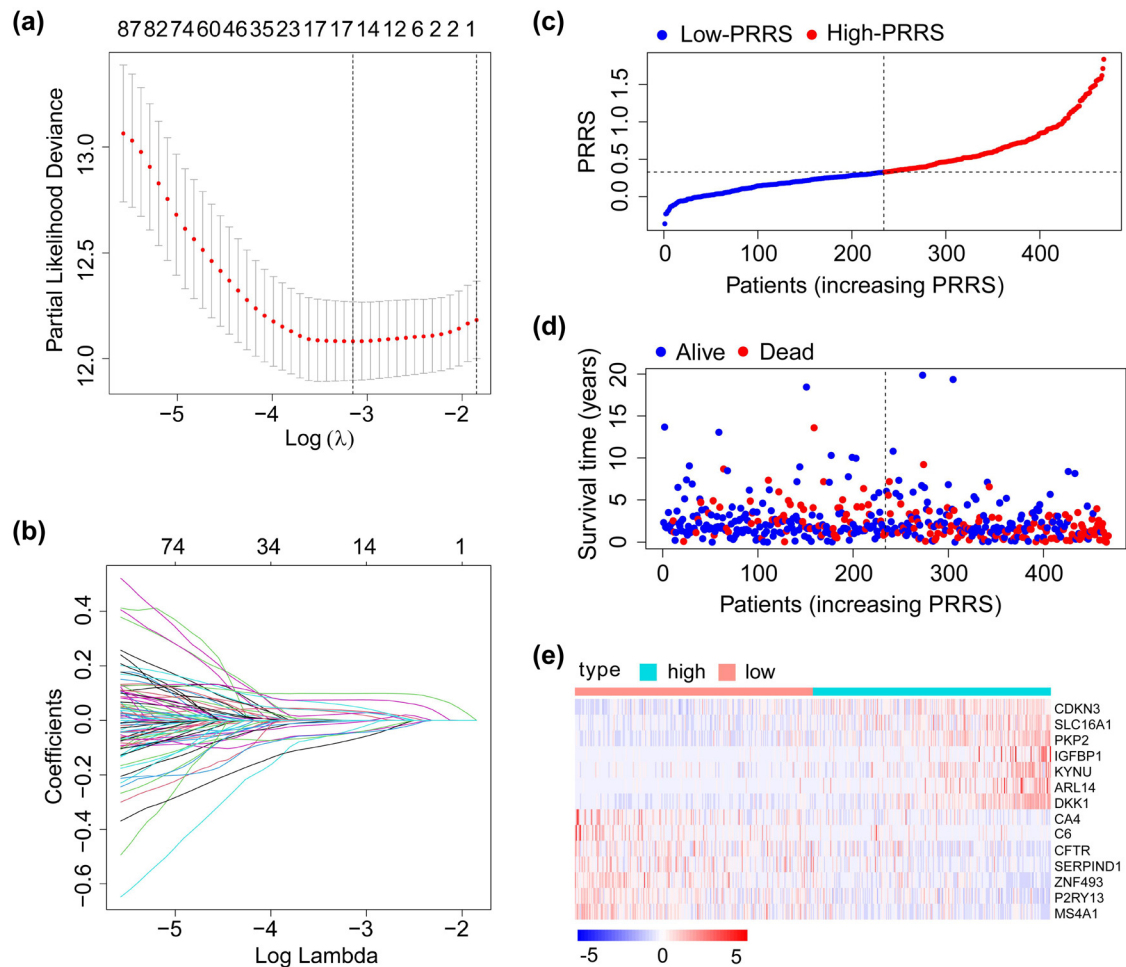 (a)
87 82 74 60 46 35 23 17 17 14 12 6 2 2 1
Partial Likelihood Deviance
13.0
12.5
12.0
−5 −4 −3 −2
Log (λ)
(b)
74 34 14 1
Coefficients
0.4
0.2
0.0
−0.2
−0.4
−0.6
−5 −4 −3 −2
Log Lambda
(c)
Low-PRRS High-PRRS
PRRS
1.5
1.0
0.5
0.0
0 100 200 300 400
Patients (increasing PRRS)
(d)
Alive Dead
Survival time (years)
20
15
10
5
0
0 100 200 300 400
Patients (increasing PRRS)
(e)
type high low
CDKN3
SLC16A1
PKP2
IGFBP1
KYNU
ARL14
DKK1
CA4
C6
CFTR
SERPIND1
ZNF493
P2RY13
MS4A1
-5 0 5